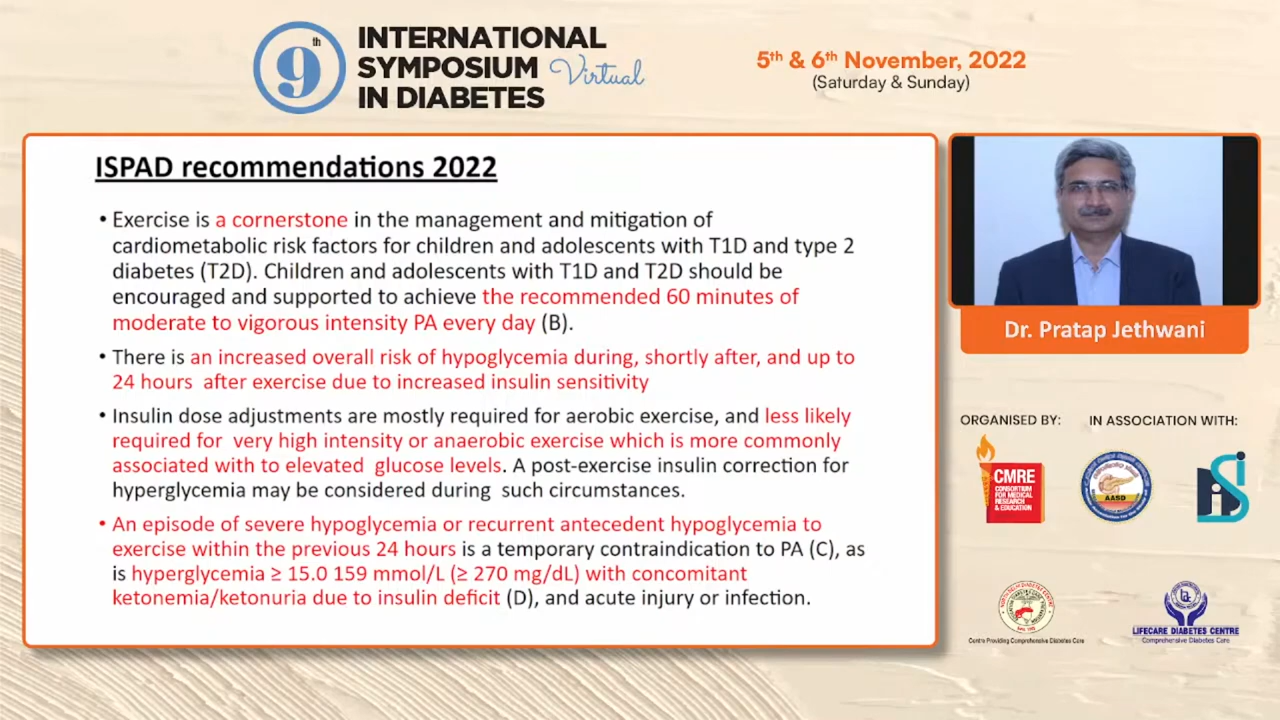 9th
INTERNATIONAL
SYMPOSIUM Virtual
IN DIABETES
5th & 6th November, 2022
(Saturday & Sunday)
ISPAD recommendations 2022
• Exercise is a cornerstone in the management and mitigation of
cardiometabolic risk factors for children and adolescents with T1D and type 2
diabetes (T2D). Children and adolescents with T1D and T2D should be
encouraged and supported to achieve the recommended 60 minutes of
moderate to vigorous intensity PA every day (B).
• There is an increased overall risk of hypoglycemia during, shortly after, and up to
24 hours after exercise due to increased insulin sensitivity
• Insulin dose adjustments are mostly required for aerobic exercise, and less likely
required for very high intensity or anaerobic exercise which is more commonly
associated with to elevated glucose levels. A post-exercise insulin correction for
hyperglycemia may be considered during such circumstances.
• An episode of severe hypoglycemia or recurrent antecedent hypoglycemia to
exercise within the previous 24 hours is a temporary contraindication to PA (C), as
is hyperglycemia ≥ 15.0 159 mmol/L (≥ 270 mg/dL) with concomitant
ketonemia/ketonuria due to insulin deficit (D), and acute injury or infection.
Dr. Pratap Jethwani
ORGANISED BY:
IN ASSOCIATION WITH:
CMRE
CONSORTIUM
FOR MEDICAL
RESEARCH
& EDUCATION
AASD
Centre Providing Comprehensive Diabetes Care
LIFECARE DIABETES CENTRE
Comprehensive Diabetes Care